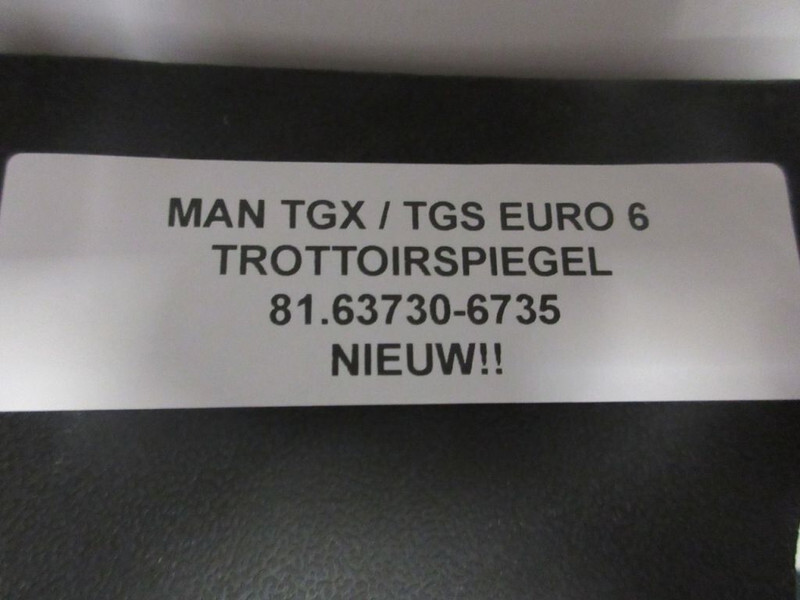 MAN TGX / TGS EURO 6
TROTTOIRSPIEGEL
81.63730-6735
NIEUW!!